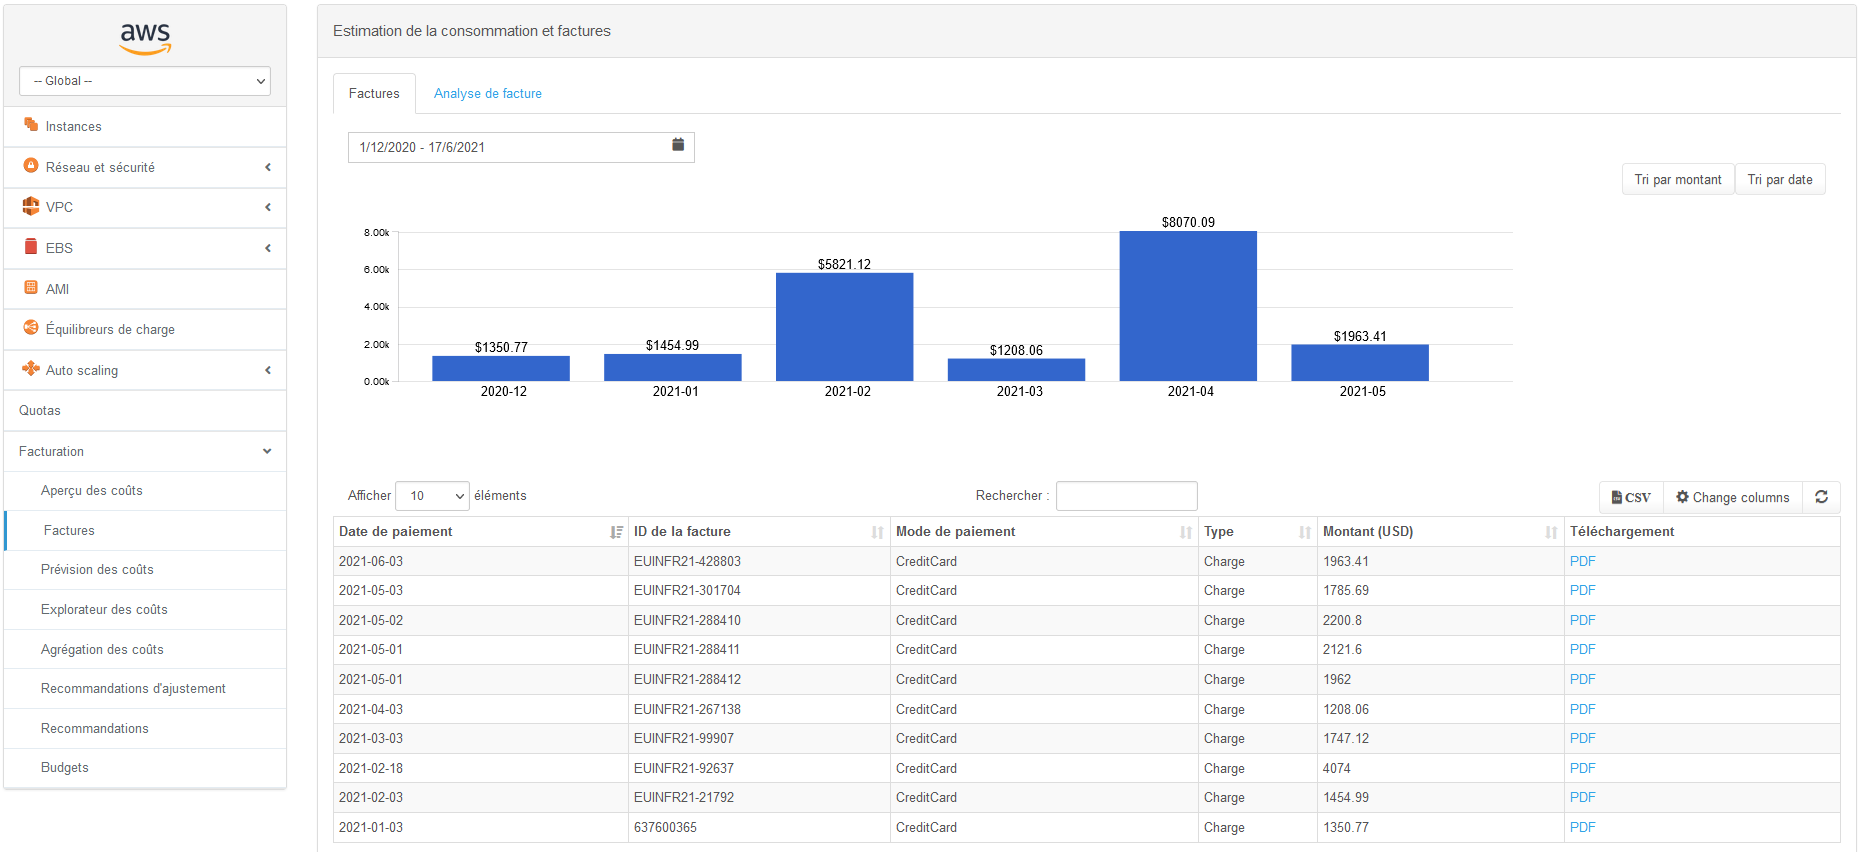 aws
-- Global --
Instances
Réseau et sécurité
VPC
EBS
AMI
Équilibreurs de charge
Auto scaling
Quotas
Facturation
Aperçu des coûts
Factures
Prévision des coûts
Explorateur des coûts
Agrégation des coûts
Recommandations d'ajustement
Recommandations
Budgets
Estimation de la consommation et factures
Factures Analyse de facture
1/12/2020 - 17/6/2021
Tri par montant Tri par date
$8070.09
8.00k
$5821.12
6.00k
4.00k
$1963.41
2.00k $1350.77 $1454.99 $1208.06
0.00k
2020-12 2021-01 2021-02 2021-03 2021-04 2021-05
Afficher 10 éléments Rechercher : CSV Change columns
Date de paiement ID de la facture Mode de paiement Type Montant (USD) Téléchargement
2021-06-03 EUINFR21-428803 CreditCard Charge 1963.41 PDF
2021-05-03 EUINFR21-301704 CreditCard Charge 1785.69 PDF
2021-05-02 EUINFR21-288410 CreditCard Charge 2200.8 PDF
2021-05-01 EUINFR21-288411 CreditCard Charge 2121.6 PDF
2021-05-01 EUINFR21-288412 CreditCard Charge 1962 PDF
2021-04-03 EUINFR21-267138 CreditCard Charge 1208.06 PDF
2021-03-03 EUINFR21-99907 CreditCard Charge 1747.12 PDF
2021-02-18 EUINFR21-92637 CreditCard Charge 4074 PDF
2021-02-03 EUINFR21-21792 CreditCard Charge 1454.99 PDF
2021-01-03 637600365 CreditCard Charge 1350.77 PDF